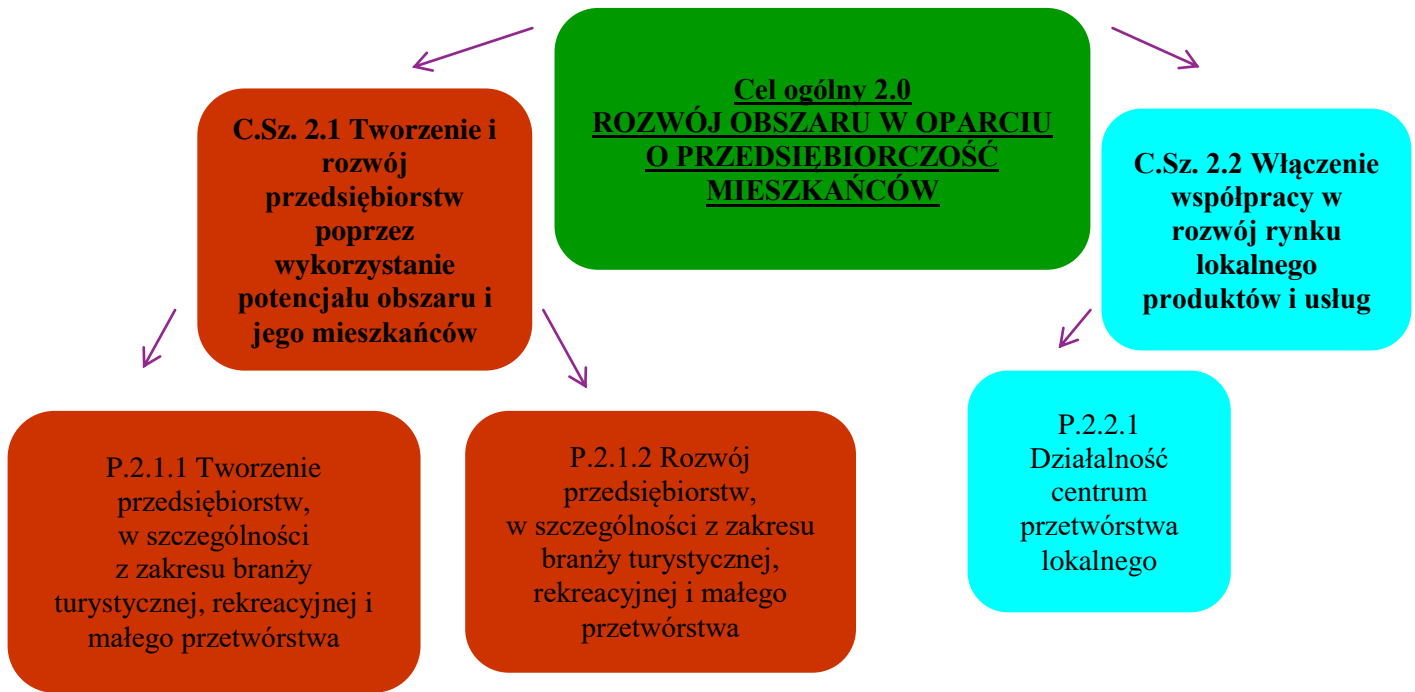 Cel ogólny 2.0
ROZWÓJ OBSZARU W OPARCIU
O PRZEDSIĘBIORCZOŚĆ
MIESZKAŃCÓW
C.Sz. 2.1 Tworzenie i
rozwój
przedsiębiorstw
poprzez
wykorzystanie
potencjału obszaru i
jego mieszkańców
C.Sz. 2.2 Włączenie
współpracy w
rozwój rynku
lokalnego
produktów i usług
P.2.1.1 Tworzenie
przedsiębiorstw,
w szczególności
z zakresu branży
turystycznej, rekreacyjnej i
małego przetwórstwa
P.2.1.2 Rozwój
przedsiębiorstw,
w szczególności z zakresu
branży turystycznej,
rekreacyjnej i małego
przetwórstwa
P.2.2.1
Działalność
centrum
przetwórstwa
lokalnego